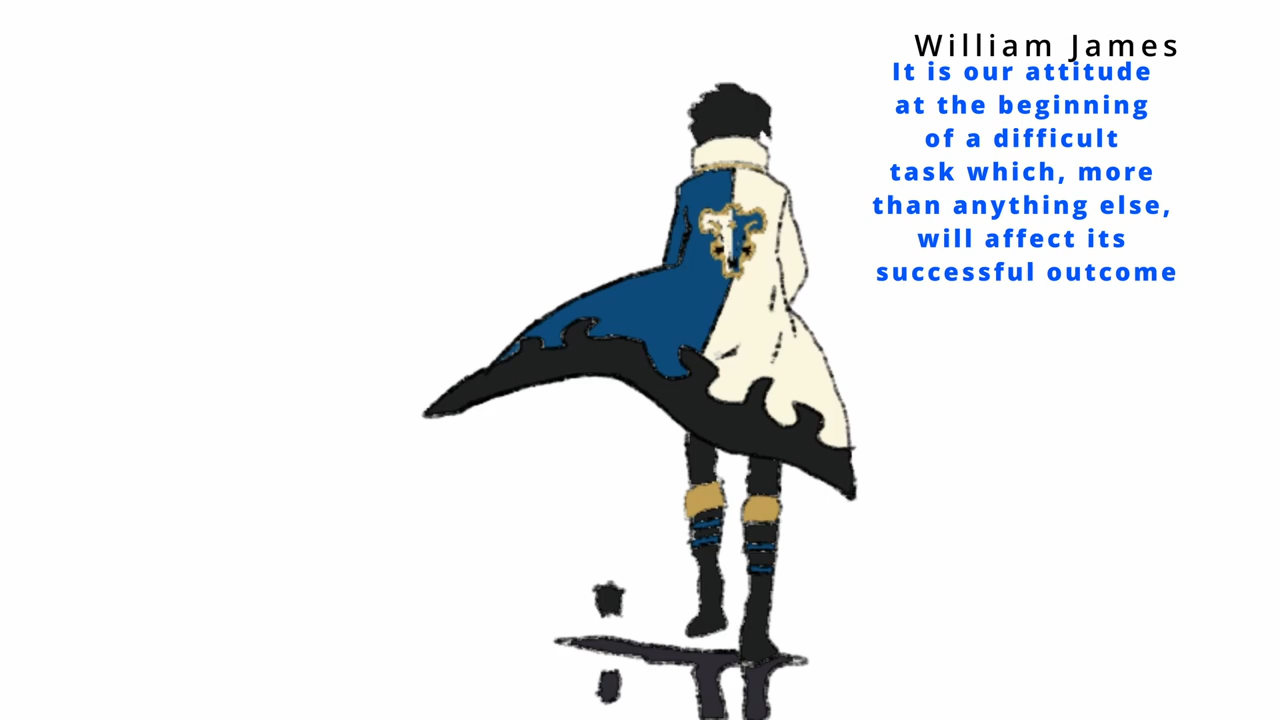 William James
It is our attitude
at the beginning
of a difficult
task which, more
than anything else,
will affect its
successful outcome